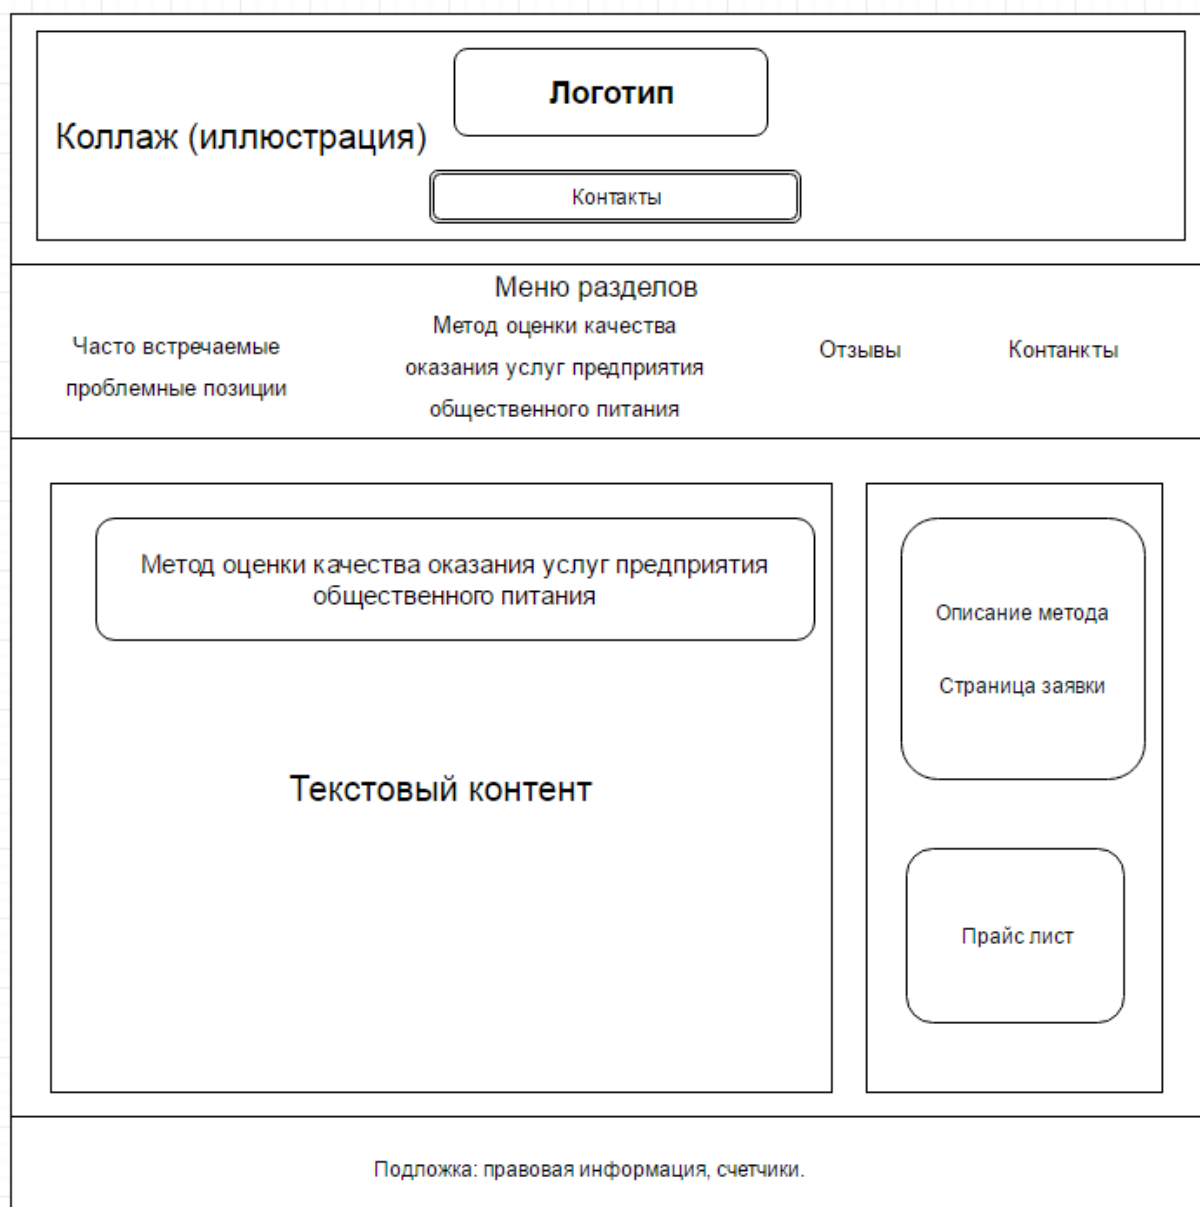 Логотип
Коллаж (иллюстрация)
Контакты
Меню разделов
Часто встречаемые
проблемные позиции
Метод оценки качества
оказания услуг предприятия
общественного питания
Отзывы
Контанкты
Метод оценки качества оказания услуг предприятия
общественного питания
Текстовый контент
Описание метода
Страница заявки
Прайс лист
Подложка: правовая информация, счетчики.